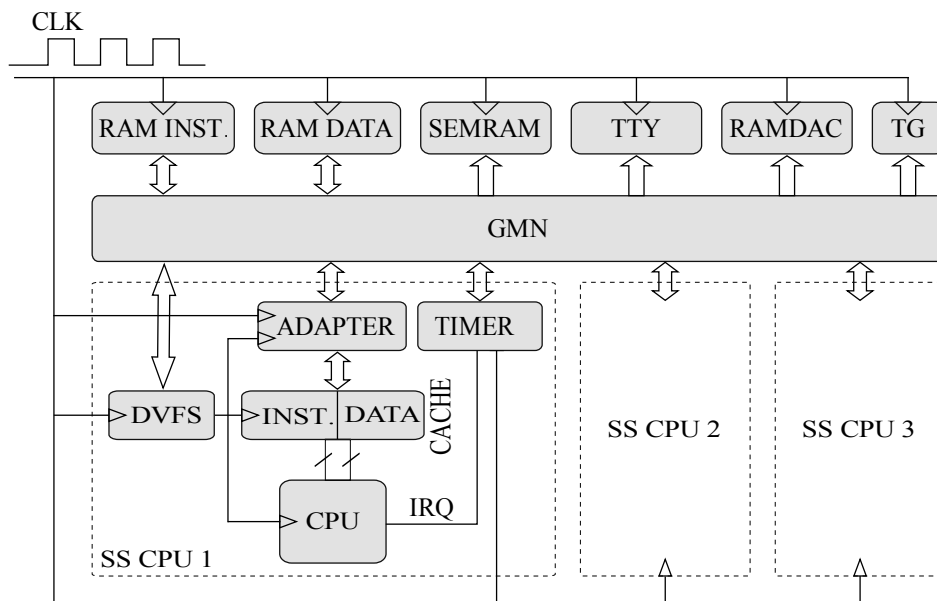 CLK
RAM INST.
RAM DATA
SEMRAM
TTY
RAMDAC
TG
GMN
ADAPTER
TIMER
DVFS
INST.
DATA
CACHE
CPU
IRQ
SS CPU 1
SS CPU 2
SS CPU 3